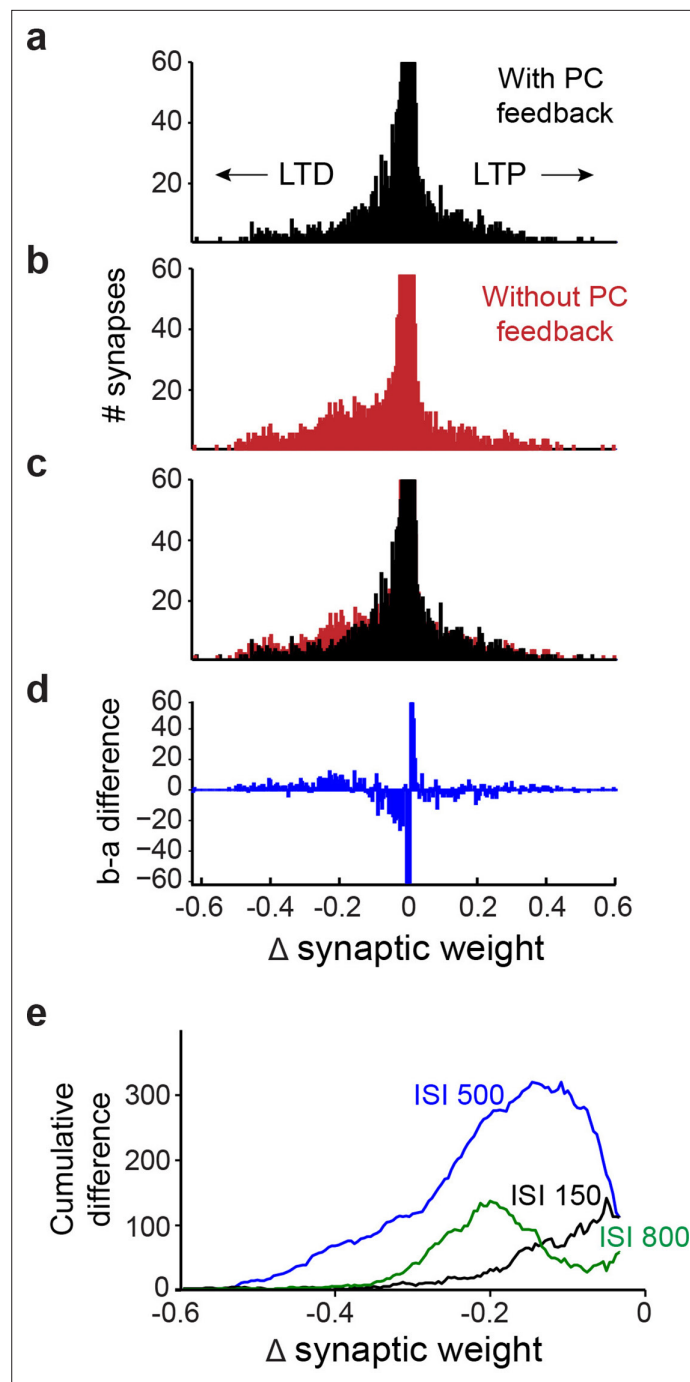 a
60
40
20
With PC
feedback
← LTD
LTP →
b
60
40
20
# synapses
Without PC
feedback
c
60
40
20
d
60
40
20
0
−20
−40
−60
b-a difference
-0.6 -0.4 -0.2 0 0.2 0.4 0.6
Δ synaptic weight
e
Cumulative
difference
300
200
100
0
ISI 500
ISI 150
ISI 800
-0.6 -0.4 -0.2 0
Δ synaptic weight